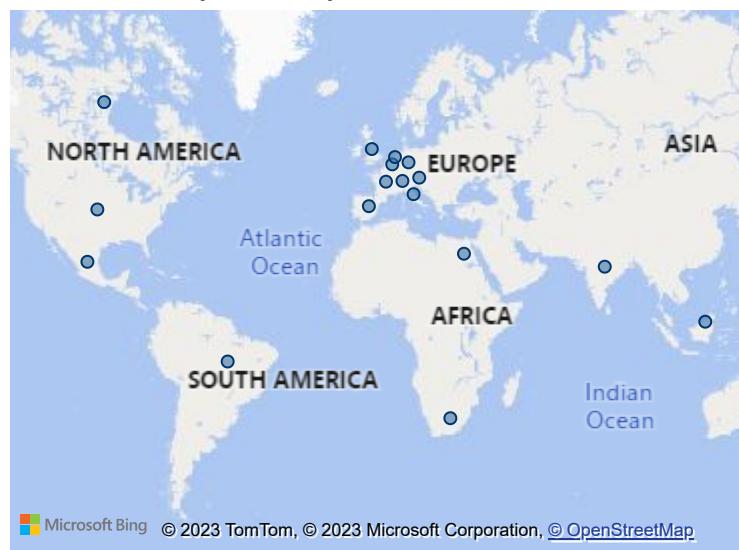 NORTH AMERICA
EUROPE
ASIA
Atlantic
Ocean
AFRICA
SOUTH AMERICA
Indian
Ocean
Microsoft Bing
© 2023 TomTom, © 2023 Microsoft Corporation, © OpenStreetMap